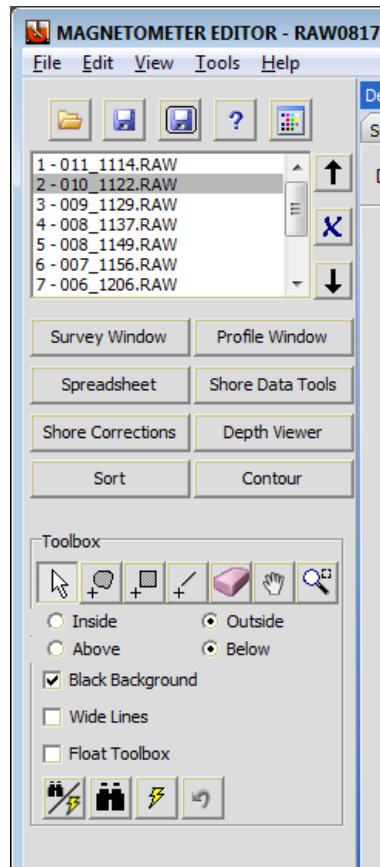 MAGNETOMETER EDITOR - RAW0817
File Edit View Tools Help
?
1 - 011_1114.RAW
2 - 010_1122.RAW
3 - 009_1129.RAW
4 - 008_1137.RAW
5 - 008_1149.RAW
6 - 007_1156.RAW
7 - 006_1206.RAW
X
De
S
D
Survey Window Profile Window
Spreadsheet Shore Data Tools
Shore Corrections Depth Viewer
Sort Contour
Toolbox
Inside Outside
Above Below
Black Background
Wide Lines
Float Toolbox